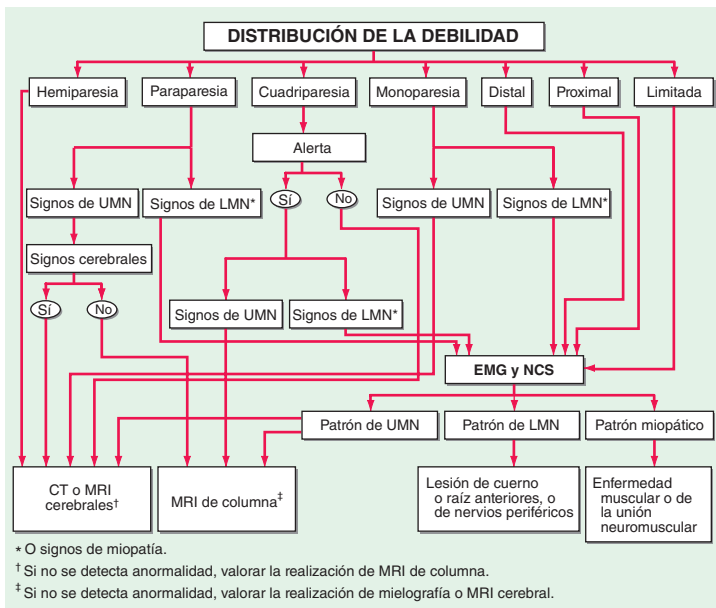 DISTRIBUCIÓN DE LA DEBILIDAD
Hemiparesia
Paraparesia
Cuadriparesia
Monoparesia
Distal
Proximal
Limitada
Alerta
Signos de UMN
Signos de LMN*
Sí
No
Signos de UMN
Signos de LMN*
Signos cerebrales
Sí
No
Signos de UMN
Signos de LMN*
EMG y NCS
Patrón de UMN
Patrón de LMN
Patrón miopático
CT o MRI
cerebrales†
MRI de columna‡
Lesión de cuerno
o raíz anteriores, o
de nervios periféricos
Enfermedad
muscular o de
la unión
neuromuscular
* O signos de miopatía.
† Si no se detecta anormalidad, valorar la realización de MRI de columna.
‡ Si no se detecta anormalidad, valorar la realización de mielografía o MRI cerebral.